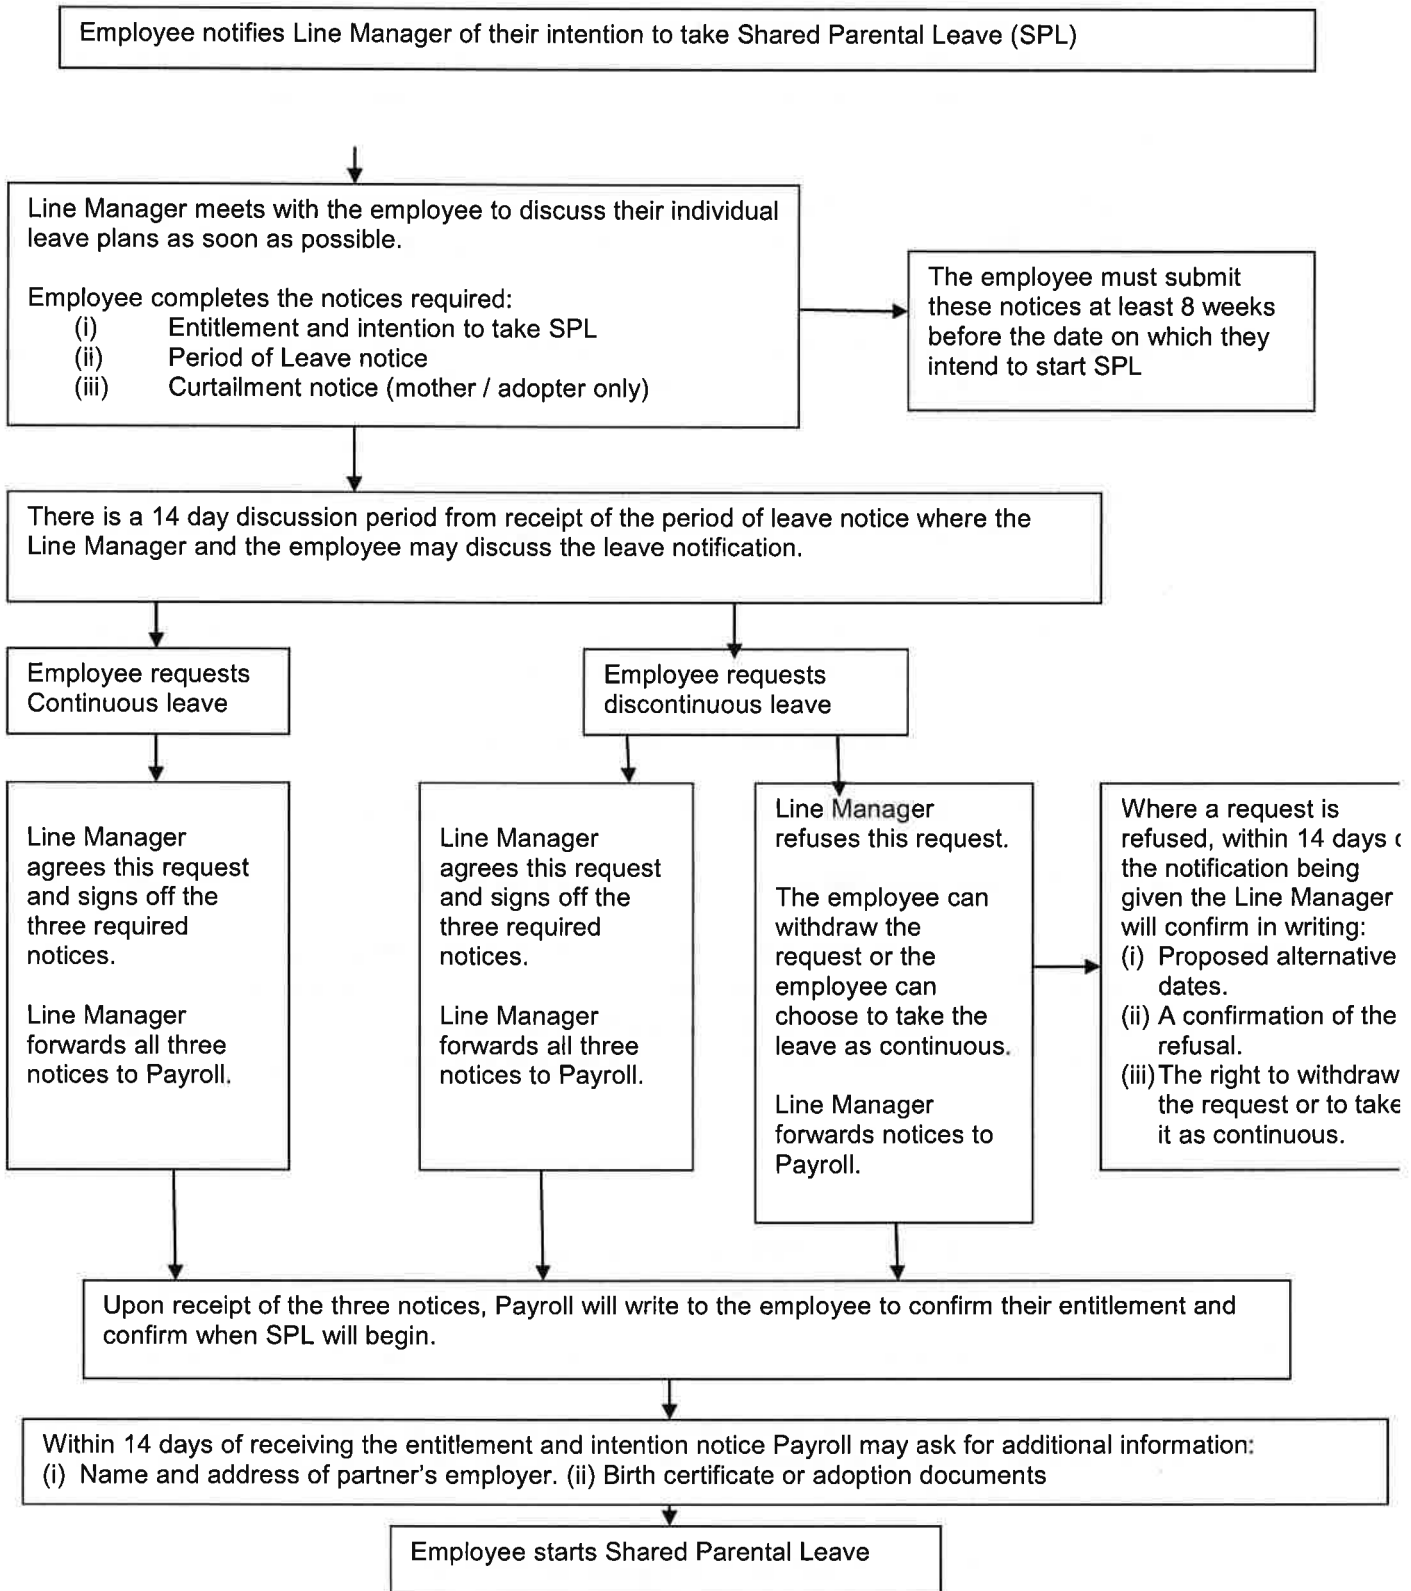 Employee notifies Line Manager of their intention to take Shared Parental Leave (SPL)
Line Manager meets with the employee to discuss their individual
leave plans as soon as possible.
Employee completes the notices required:
(i) Entitlement and intention to take SPL
(ii) Period of Leave notice
(iii) Curtailment notice (mother / adopter only)
The employee must submit
these notices at least 8 weeks
before the date on which they
intend to start SPL
There is a 14 day discussion period from receipt of the period of leave notice where the
Line Manager and the employee may discuss the leave notification.
Employee requests
Continuous leave
Employee requests
discontinuous leave
Line Manager
agrees this request
and signs off the
three required
notices.
Line Manager
forwards all three
notices to Payroll.
Line Manager
agrees this request
and signs off the
three required
notices.
Line Manager
forwards all three
notices to Payroll.
Line Manager
refuses this request.
The employee can
withdraw the
request or the
employee can
choose to take the
leave as continuous.
Line Manager
forwards notices to
Payroll.
Where a request is
refused, within 14 days
the notification being
given the Line Manager
will confirm in writing:
(i) Proposed alternative
dates.
(ii) A confirmation of the
refusal.
(iii) The right to withdraw
the request or to take
it as continuous.
Upon receipt of the three notices, Payroll will write to the employee to confirm their entitlement and
confirm when SPL will begin.
Within 14 days of receiving the entitlement and intention notice Payroll may ask for additional information:
(i) Name and address of partner's employer. (ii) Birth certificate or adoption documents
Employee starts Shared Parental Leave